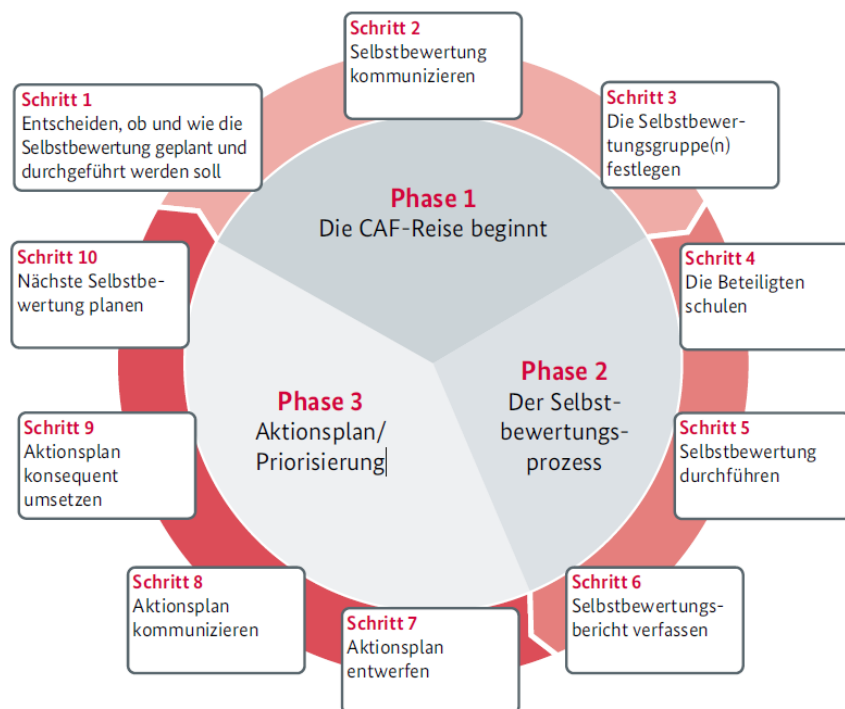 Schritt 1
Entscheiden, ob und wie die
Selbstbewertung geplant und
durchgeführt werden soll
Schritt 2
Selbstbewertung
kommunizieren
Schritt 3
Die Selbstbewer-
tungsgruppe(n)
festlegen
Schritt 4
Die Beteiligten
schulen
Schritt 5
Selbstbewertung
durchführen
Schritt 6
Selbstbewertungs-
bericht verfassen
Schritt 7
Aktionsplan
entwerfen
Schritt 8
Aktionsplan
kommunizieren
Schritt 9
Aktionsplan
konsequent
umsetzen
Schritt 10
Nächste Selbstbe-
wertung planen
Phase 1
Die CAF-Reise beginnt
Phase 2
Der Selbst-
bewertungs-
prozess
Phase 3
Aktionsplan/
Priorisierung